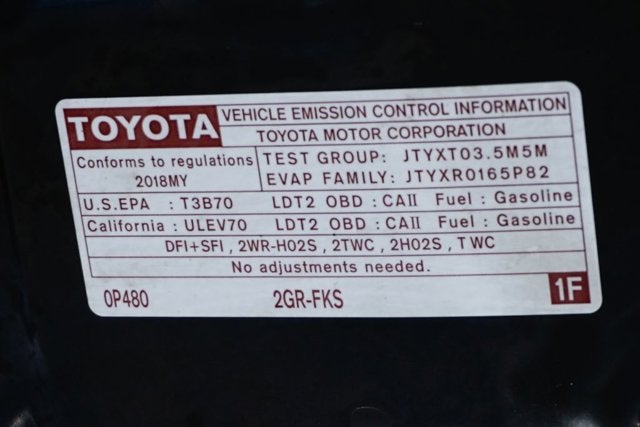 TOYOTA
VEHICLE EMISSION CONTROL INFORMATION
TOYOTA MOTOR CORPORATION
Conforms to regulations
2018MY
TEST GROUP: JTYXT03.5M5M
EVAP FAMILY: JTYXR0165P82
U.S.EPA : T3B70 LDT2 OBD : CAII Fuel : Gasoline
California : ULEV70 LDT2 OBD : CAII Fuel : Gasoline
DFI+SFI , 2WR-HO2S , 2TWC , 2HO2S , TWC
No adjustments needed.
0P480 2GR-FKS 1F